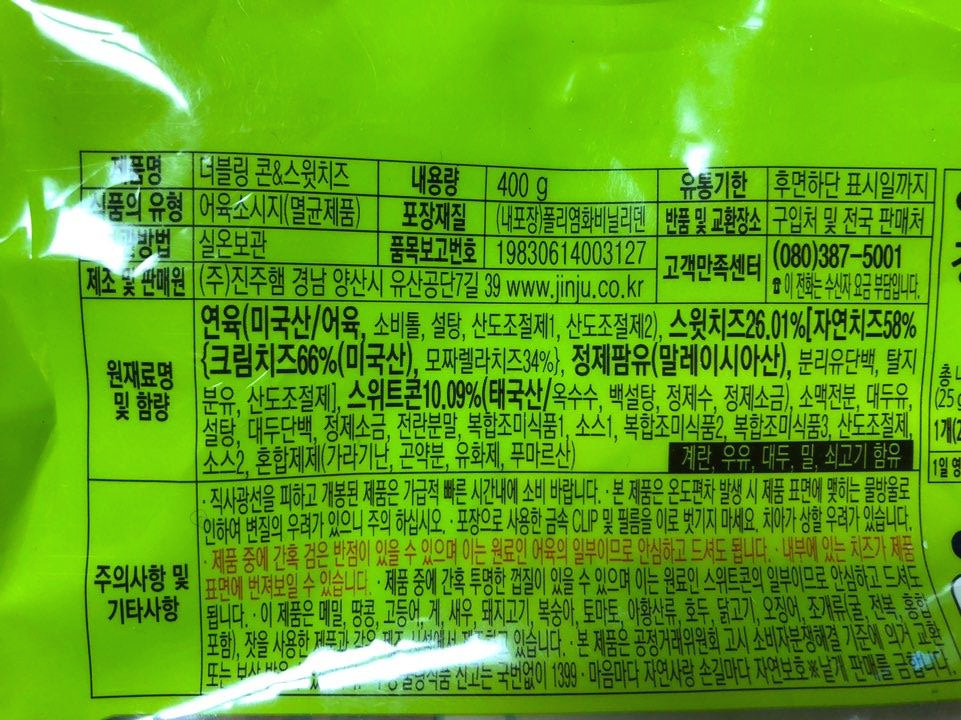 제품명 더블링 콘&스윗치즈 내용량 400 g 유통기한 후면하단 표시일까지
식품의 유형 어육소시지(멸균제품) 포장재질 (내포장)폴리염화비닐리덴 반품 및 교환장소 구입처 및 전국 판매처
방법 실온보관 품목보고번호 19830614003127 고객만족센터 (080)387-5001
제조 및 판매원 (주)진주햄 경남 양산시 유산공단7길 39 www.jinju.co.kr ☎이 전화는 수신자 요금 부담입니다.
원재료명 및 함량
연육(미국산/어육, 소비톨, 설탕, 산도조절제1, 산도조절제2), 스윗치즈26.01%[자연치즈58%
{크림치즈66%(미국산), 모짜렐라치즈34%}, 정제팜유(말레이시아산), 분리유단백, 탈지
분유, 산도조절제], 스위트콘10.09%(태국산/옥수수, 백설탕, 정제수, 정제소금), 소맥전분, 대두유,
설탕, 대두단백, 정제소금, 전란분말, 복합조미식품1, 소스1, 복합조미식품2, 복합조미식품3, 산도조절제,
소스2, 혼합제제(카라기난, 곤약분, 유화제, 푸마르산) 계란, 우유, 대두, 밀, 쇠고기 함유
주의사항 및 기타사항
·직사광선을 피하고 개봉된 제품은 가급적 빠른 시간내에 소비 바랍니다. ·본 제품은 온도편차 발생 시 제품 표면에 맺히는 물방울로
인하여 변질의 우려가 있으니 주의 하십시오. ·포장으로 사용한 금속 CLIP 및 필름을 이로 벗기지 마세요. 치아가 상할 우려가 있습니다.
·제품 중에 간혹 검은 반점이 있을 수 있으며 이는 원료인 어육의 일부이므로 안심하고 드셔도 됩니다. ·내부에 있는 치즈가 제품
표면에 번져보일 수 있습니다. ·제품 중에 간혹 투명한 껍질이 있을 수 있으며 이는 원료인 스위트콘의 일부이므로 안심하고 드셔도
됩니다. ·이 제품은 메밀, 땅콩, 고등어, 게, 새우, 돼지고기, 복숭아, 토마토, 아황산류, 호두, 닭고기, 오징어, 조개류(굴, 전복, 홍합
포함), 잣을 사용한 제품과 같은 제조 시설에서 제조하고 있습니다. ·본 제품은 공정거래위원회 고시 소비자분쟁해결 기준에 의거 교환
또는 보상 신고는 국번없이 1399 ·마음마다 자연사랑 손길마다 자연보호 ※낱개 판매를 금합니다.
총 내
(25g
1개(2
1일 영